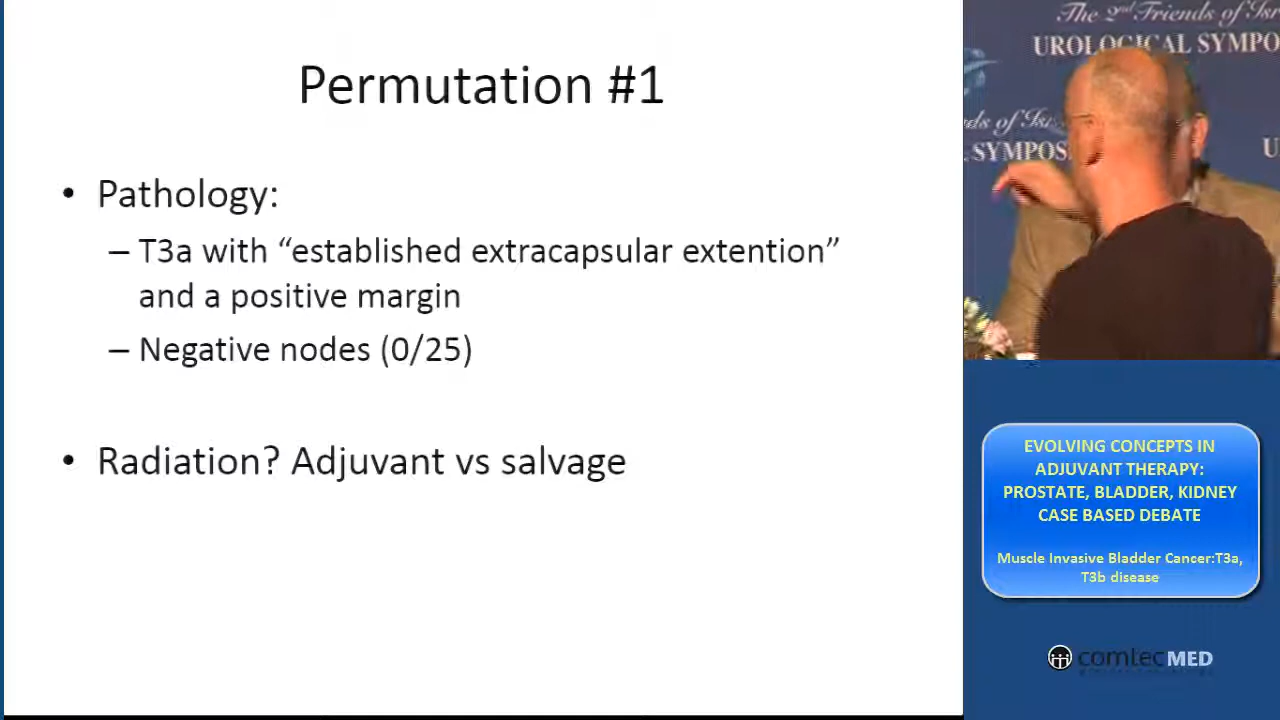 Permutation #1
• Pathology:
– T3a with “established extracapsular extention”
and a positive margin
– Negative nodes (0/25)
• Radiation? Adjuvant vs salvage
The 2nd Friends of Isr
UROLOGICAL SYMPO
ds of Isr
SYMPOS
U
EVOLVING CONCEPTS IN
ADJUVANT THERAPY:
PROSTATE, BLADDER, KIDNEY
CASE BASED DEBATE
Muscle Invasive Bladder Cancer:T3a,
T3b disease
comtecMED